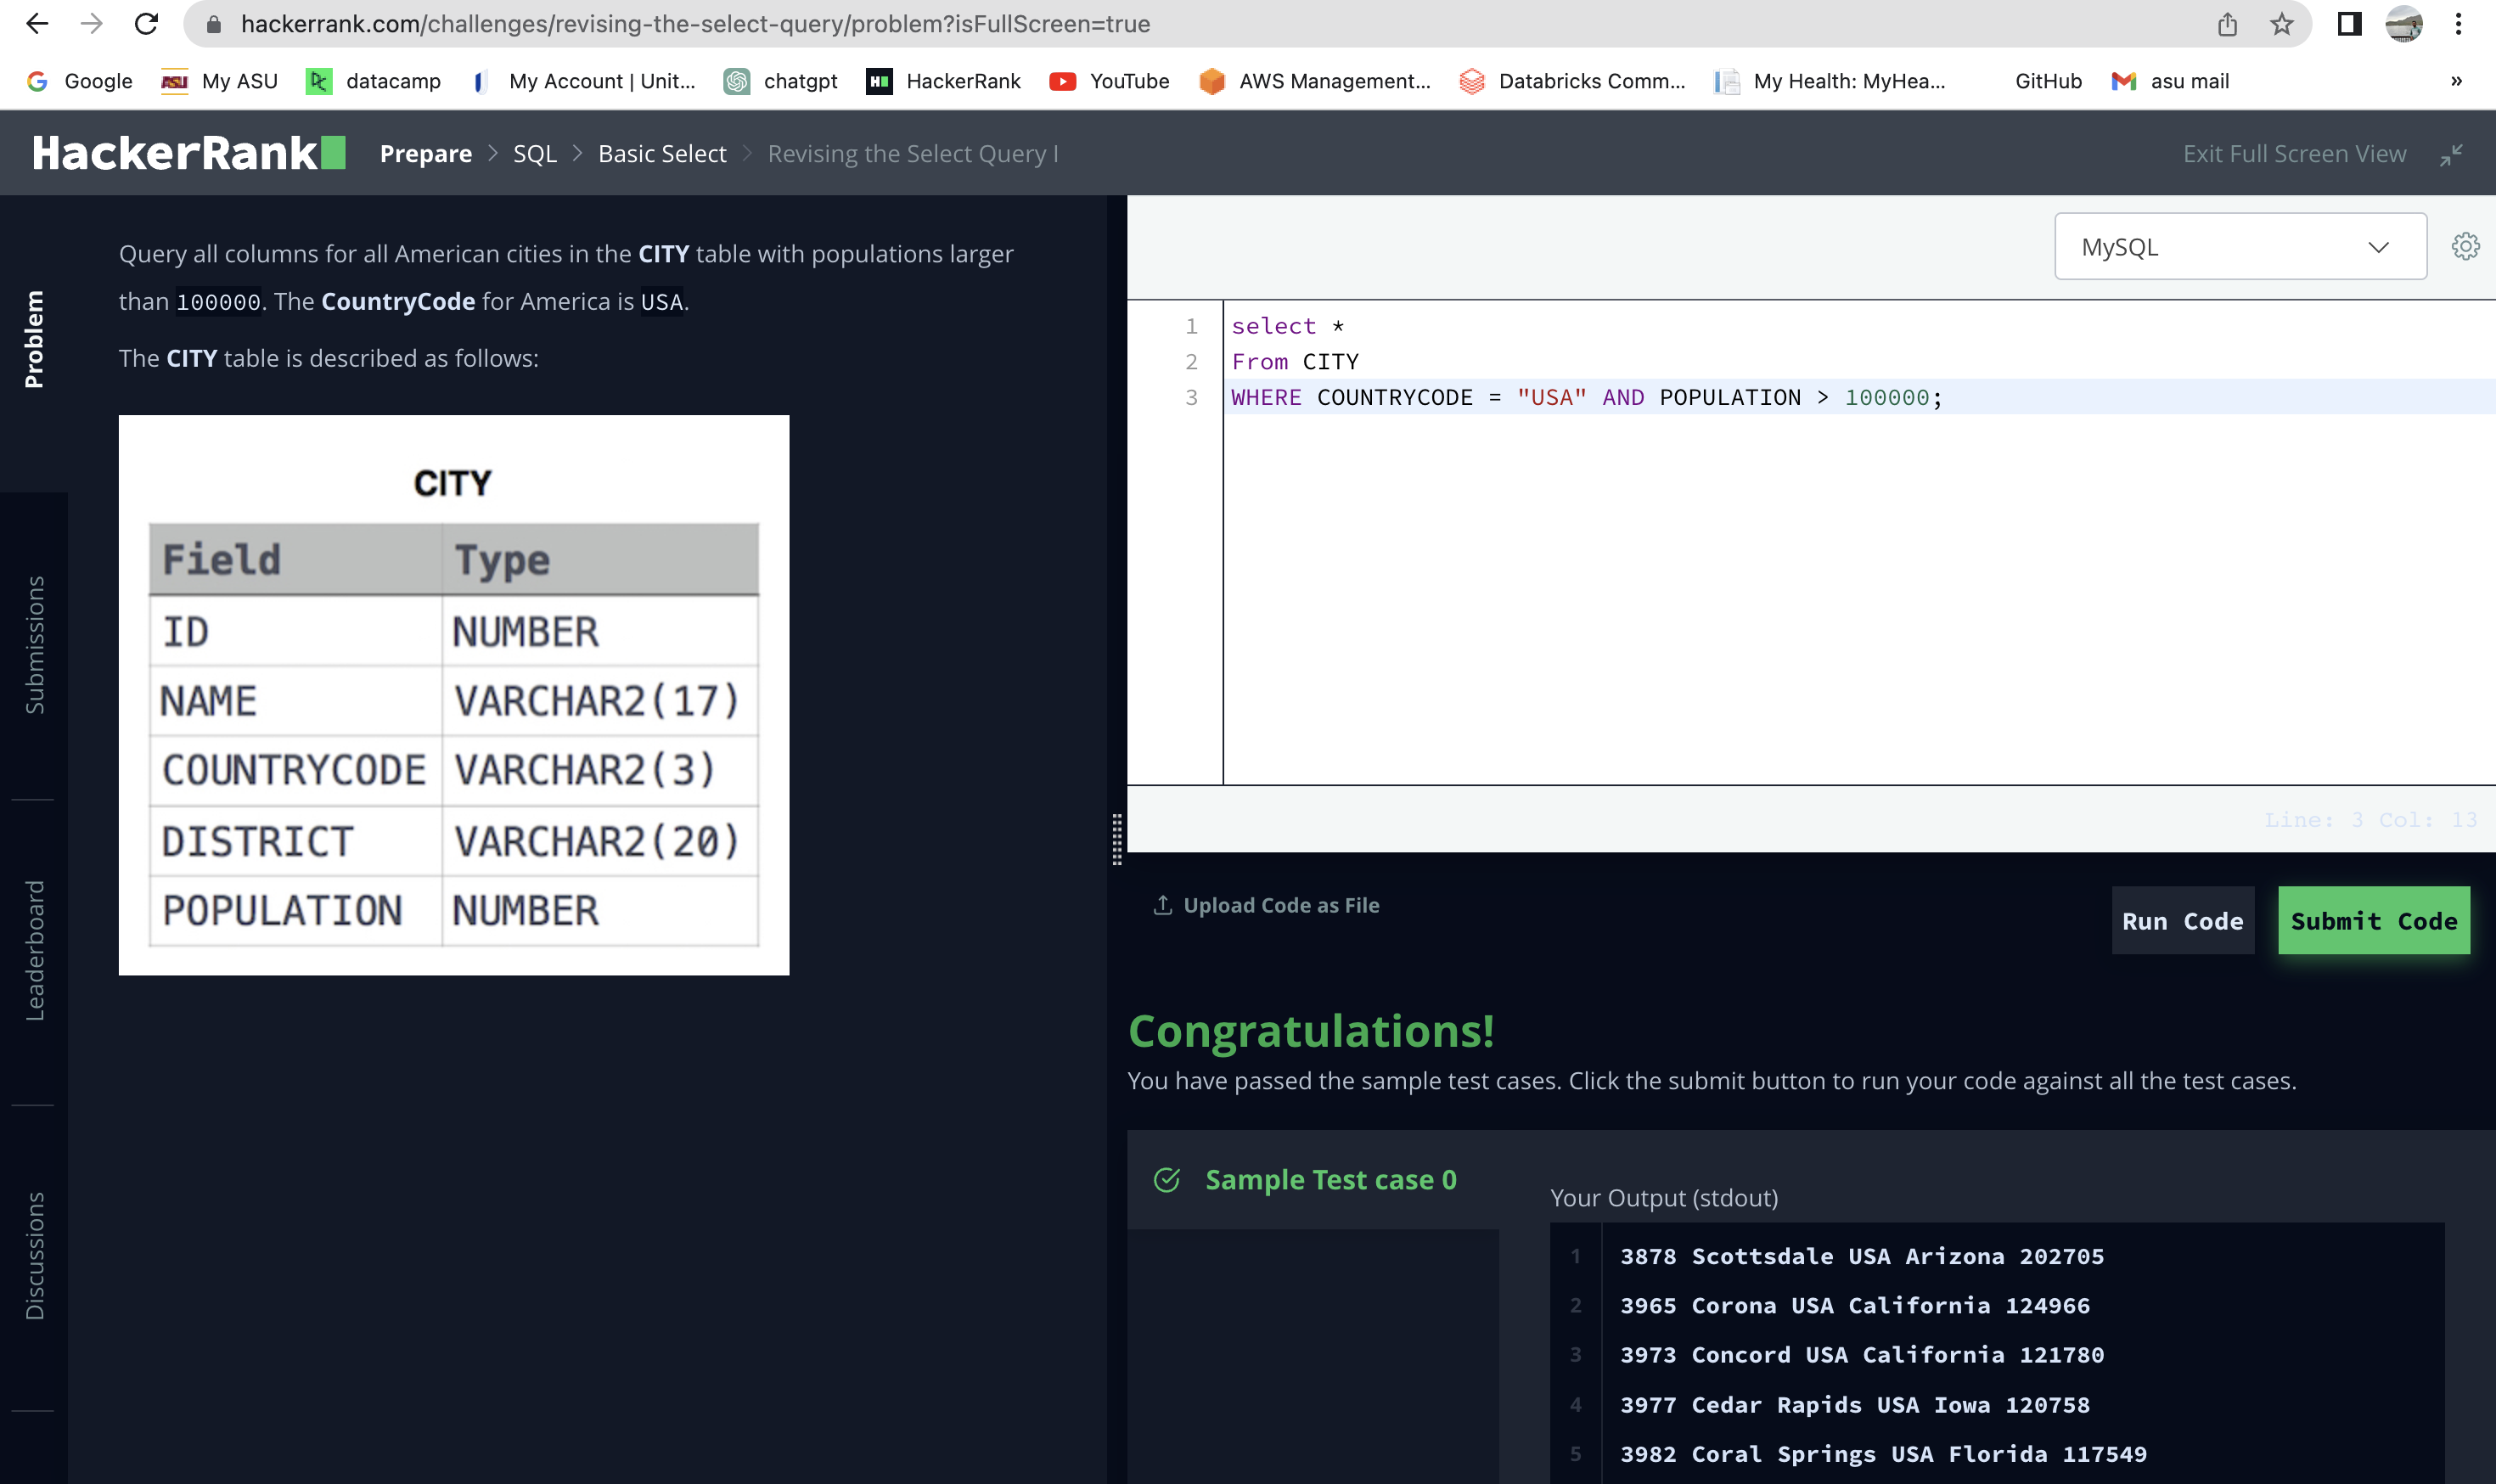 hackerrank.com/challenges/revising-the-select-query/problem?isFullScreen=true
Google My ASU datacamp My Account | Unit... chatgpt HackerRank YouTube AWS Management... Databricks Comm... My Health: MyHea... GitHub asu mail »
HackerRank Prepare > SQL > Basic Select > Revising the Select Query I Exit Full Screen View
Problem
Submissions
Leaderboard
Discussions
Query all columns for all American cities in the CITY table with populations larger
than 100000. The CountryCode for America is USA.
The CITY table is described as follows:
CITY
Field Type
ID NUMBER
NAME VARCHAR2(17)
COUNTRYCODE VARCHAR2(3)
DISTRICT VARCHAR2(20)
POPULATION NUMBER
MySQL
1 select *
2 From CITY
3 WHERE COUNTRYCODE = "USA" AND POPULATION > 100000;
Line: 3 Col: 13
Upload Code as File
Run Code Submit Code
Congratulations!
You have passed the sample test cases. Click the submit button to run your code against all the test cases.
Sample Test case 0
Your Output (stdout)
1 3878 Scottsdale USA Arizona 202705
2 3965 Corona USA California 124966
3 3973 Concord USA California 121780
4 3977 Cedar Rapids USA Iowa 120758
5 3982 Coral Springs USA Florida 117549